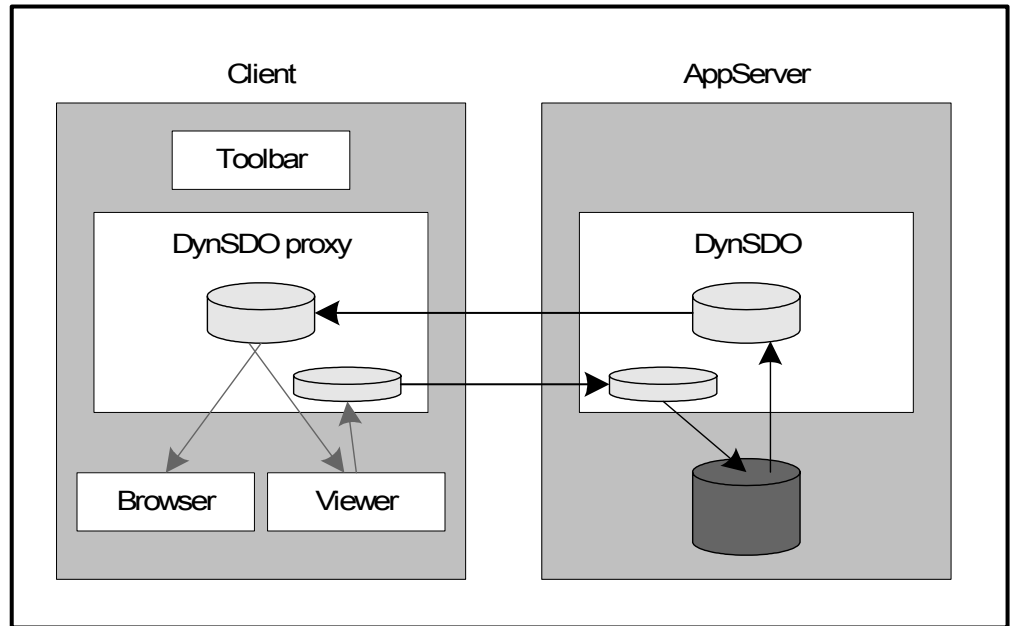 Client
AppServer
Toolbar
DynSDO proxy
DynSDO
Browser
Viewer